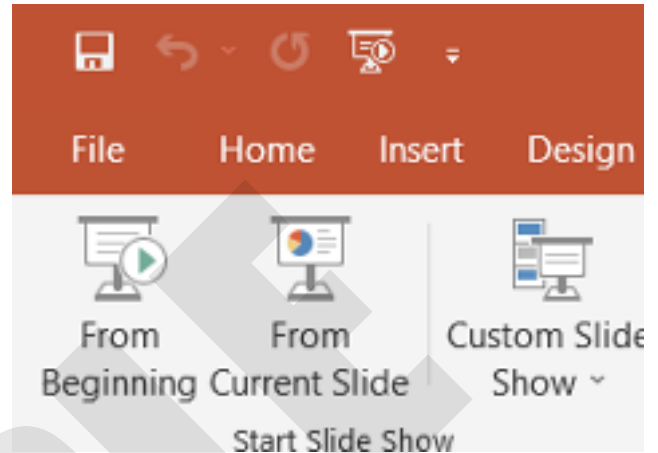 File Home Insert Design
From From Custom Slide
Beginning Current Slide Show
Start Slide Show